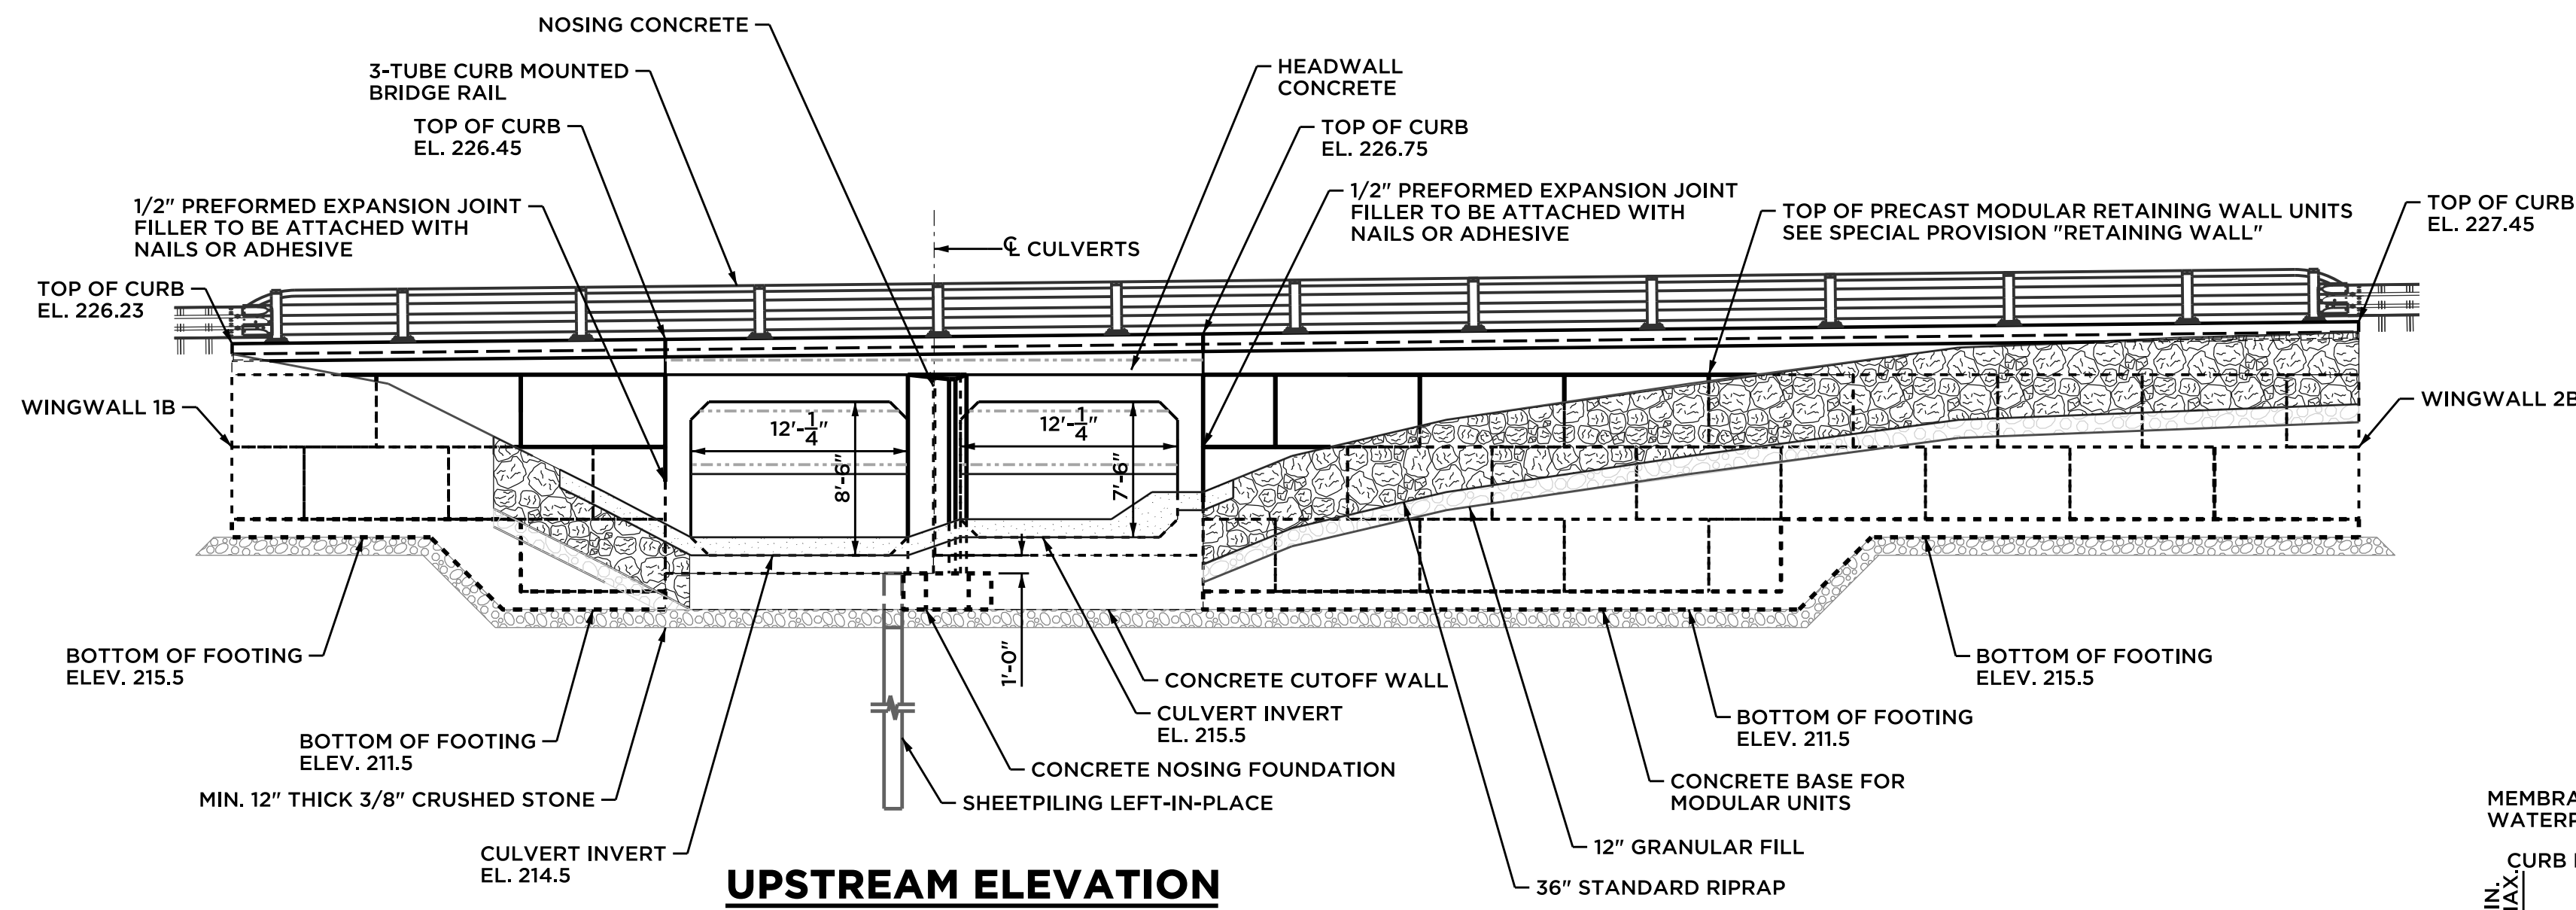 NOSING CONCRETE
3-TUBE CURB MOUNTED
BRIDGE RAIL
TOP OF CURB
EL. 226.45
1/2" PREFORMED EXPANSION JOINT
FILLER TO BE ATTACHED WITH
NAILS OR ADHESIVE
TOP OF CURB
EL. 226.23
HEADWALL
CONCRETE
TOP OF CURB
EL. 226.75
1/2" PREFORMED EXPANSION JOINT
FILLER TO BE ATTACHED WITH
NAILS OR ADHESIVE
TOP OF PRECAST MODULAR RETAINING WALL UNITS
SEE SPECIAL PROVISION "RETAINING WALL"
TOP OF CURB
EL. 227.45
℄ CULVERTS
WINGWALL 1B
12'-1/4"
8'-6"
12'-1/4"
7'-6"
WINGWALL 2B
1'-0"
BOTTOM OF FOOTING
ELEV. 215.5
BOTTOM OF FOOTING
ELEV. 211.5
MIN. 12" THICK 3/8" CRUSHED STONE
CULVERT INVERT
EL. 214.5
CONCRETE CUTOFF WALL
CULVERT INVERT
EL. 215.5
CONCRETE NOSING FOUNDATION
SHEETPILING LEFT-IN-PLACE
BOTTOM OF FOOTING
ELEV. 215.5
BOTTOM OF FOOTING
ELEV. 211.5
CONCRETE BASE FOR
MODULAR UNITS
12" GRANULAR FILL
36" STANDARD RIPRAP
UPSTREAM ELEVATION